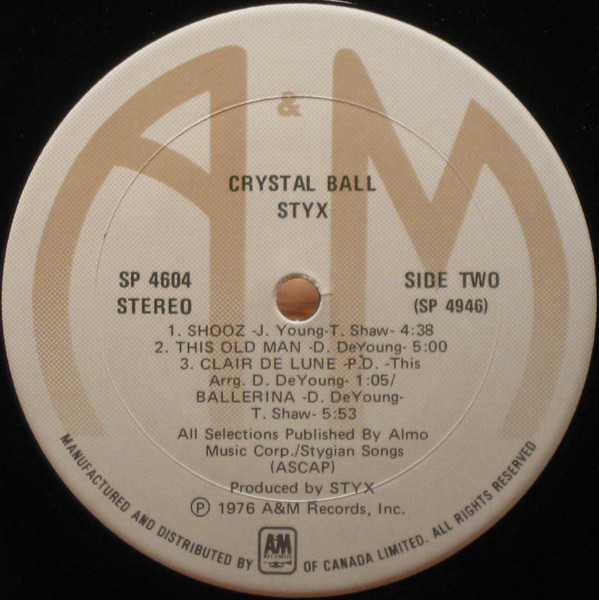 A&M
CRYSTAL BALL
STYX
SP 4604
STEREO
SIDE TWO
(SP 4946)
1. SHOOZ -J. Young-T. Shaw- 4:38
2. THIS OLD MAN -D. DeYoung- 5:00
3. CLAIR DE LUNE -P.D. -This
Arrg. D. DeYoung- 1:05/
BALLERINA -D. DeYoung-
T. Shaw- 5:53
All Selections Published By Almo
Music Corp./Stygian Songs
(ASCAP)
Produced by STYX
℗ 1976 A&M Records, Inc.
MANUFACTURED AND DISTRIBUTED BY A&M RECORDS OF CANADA LIMITED. ALL RIGHTS RESERVED